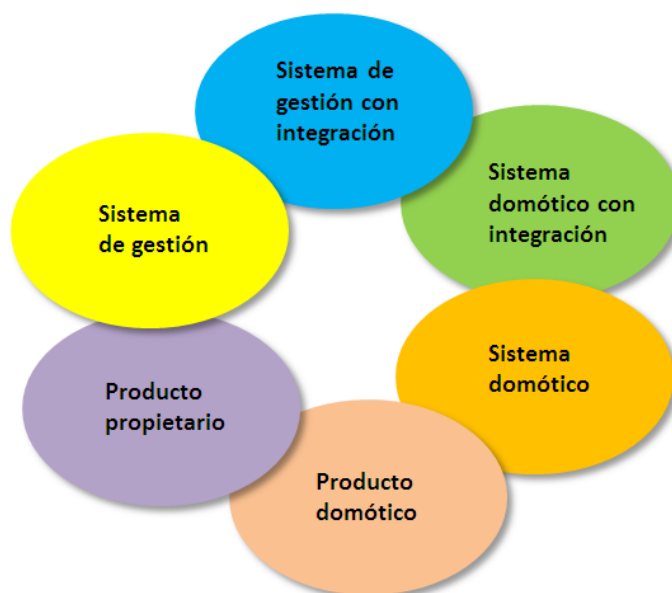 Sistema de
gestión con
integración
Sistema
domótico con
integración
Sistema
de gestión
Sistema
domótico
Producto
propietario
Producto
domótico